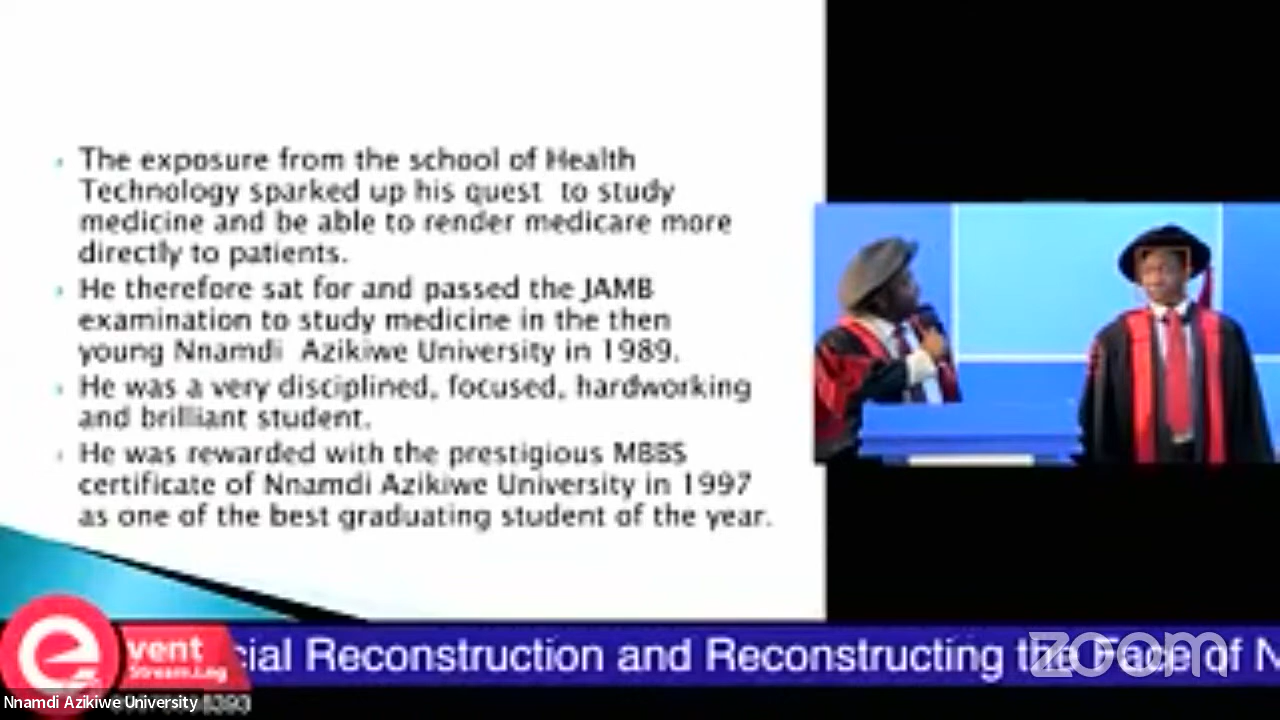 The exposure from the school of Health
Technology sparked up his quest to study
medicine and be able to render medicare more
directly to patients.
He therefore sat for and passed the JAMB
examination to study medicine in the then
young Nnamdi Azikiwe University in 1989.
He was a very disciplined, focused, hardworking
and brilliant student.
He was rewarded with the prestigious MBBS
certificate of Nnamdi Azikiwe University in 1997
as one of the best graduating student of the year.
event
Stream.Log
cial Reconstruction and Reconstructing the Face of N
zoom
Nnamdi Azikiwe University